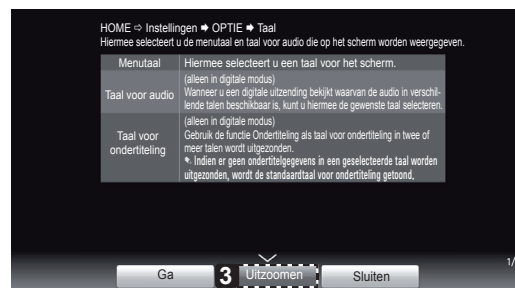 HOME ⇨ Instellingen ➡ OPTIE ➡ Taal
Hiermee selecteert u de menutaal en taal voor audio die op het scherm worden weergegeven.
Menutaal
Hiermee selecteert u een taal voor het scherm.
Taal voor audio
(alleen in digitale modus)
Wanneer u een digitale uitzending bekijkt waarvan de audio in verschil-
lende talen beschikbaar is, kunt u hiermee de gewenste taal selecteren.
Taal voor
ondertiteling
(alleen in digitale modus)
Gebruik de functie Ondertiteling als taal voor ondertiteling in twee of
meer talen wordt uitgezonden.
✎ Indien er geen ondertitelgegevens in een geselecteerde taal worden
uitgezonden, wordt de standaardtaal voor ondertiteling getoond.
1/
Ga
3
Uitzoomen
Sluiten